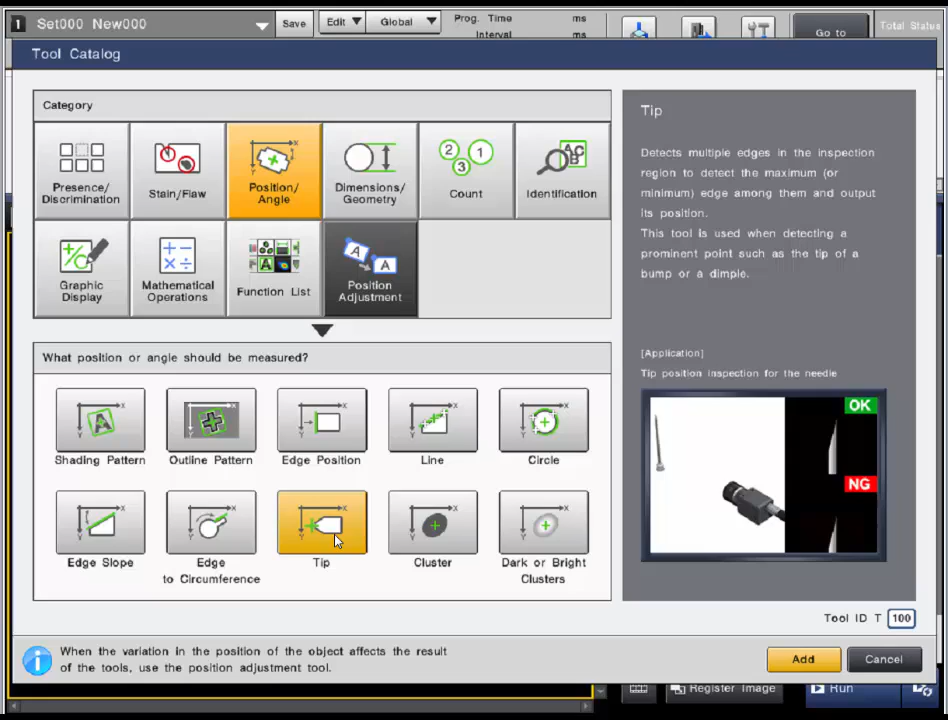 1 Set000 New000
Save
Edit
Global
Prog. Time ms
Interval ms
Go to
Total Status
Tool Catalog
Category
Presence/
Discrimination
Stain/Flaw
Position/
Angle
Dimensions/
Geometry
Count
Identification
Graphic
Display
Mathematical
Operations
Function List
Position
Adjustment
What position or angle should be measured?
Shading Pattern
Outline Pattern
Edge Position
Line
Circle
Edge Slope
Edge
to Circumference
Tip
Cluster
Dark or Bright
Clusters
Tip
Detects multiple edges in the inspection
region to detect the maximum (or
minimum) edge among them and output
its position.
This tool is used when detecting a
prominent point such as the tip of a
bump or a dimple.
[Application]
Tip position inspection for the needle
OK
NG
Tool ID T 100
When the variation in the position of the object affects the result
of the tools, use the position adjustment tool.
Add
Cancel
Register Image
Run